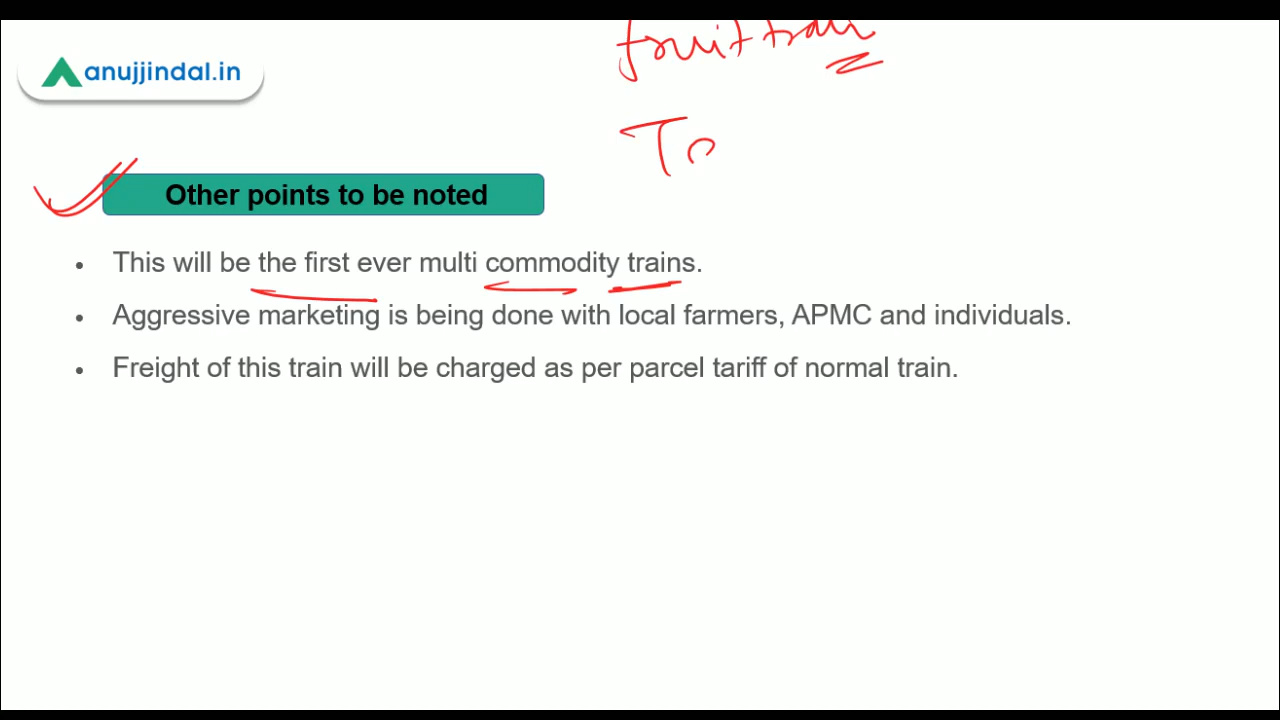 fruit train
anujjindal.in
To
Other points to be noted
• This will be the first ever multi commodity trains.
• Aggressive marketing is being done with local farmers, APMC and individuals.
• Freight of this train will be charged as per parcel tariff of normal train.